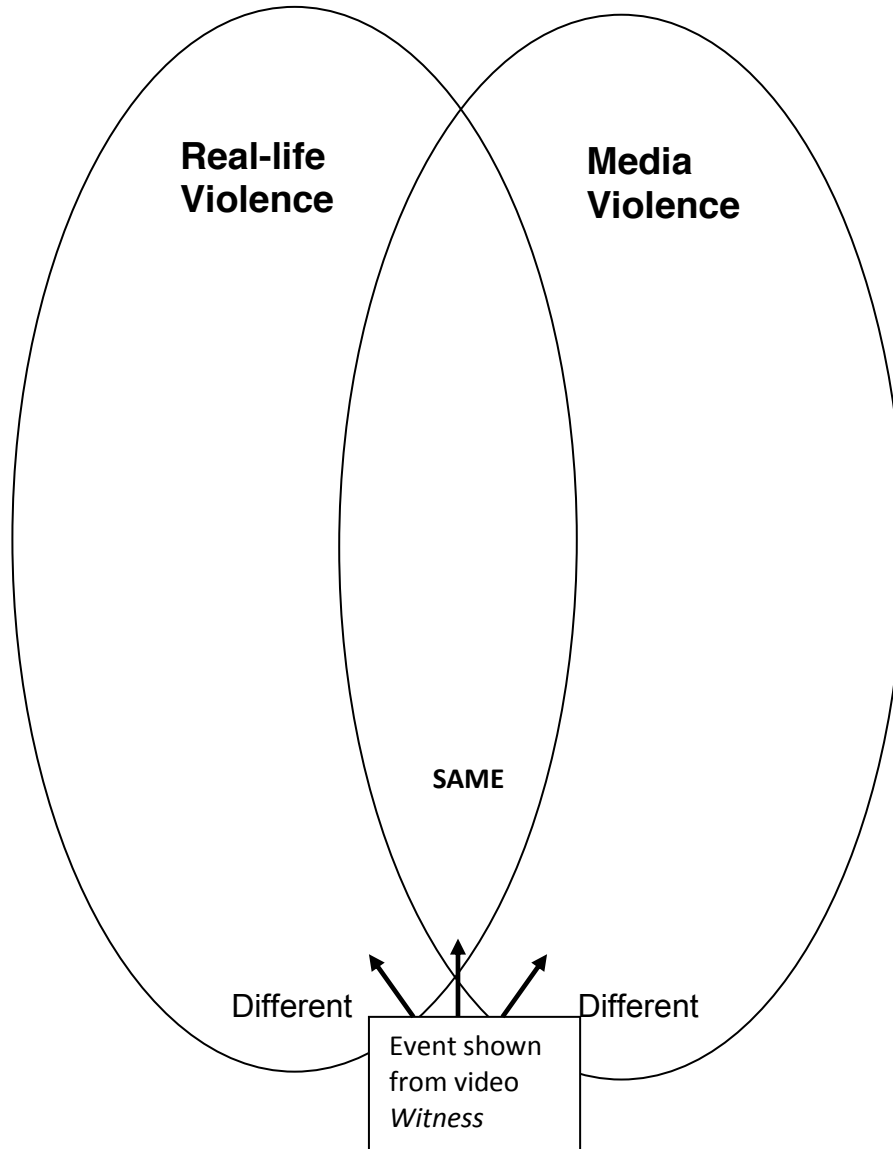 Real-life
Violence
Media
Violence
SAME
Different
Different
Event shown
from video
Witness